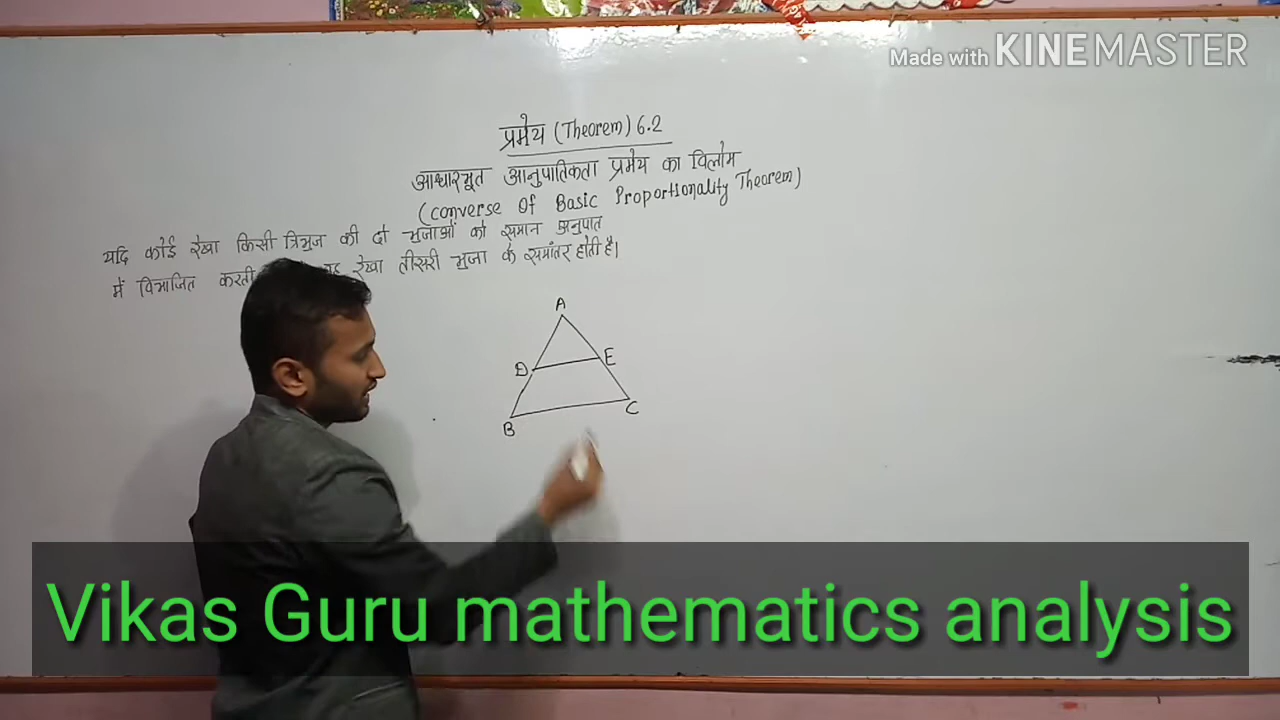 Made with KINEMASTER
प्रमेय (Theorem) 6.2
आधारभूत आनुपातिकता प्रमेय का विलोम
(converse Of Basic Proportionality Theorem)
यदि कोई रेखा किसी त्रिभुज की दो भुजाओं को समान अनुपात
में विभाजित करती रेखा तीसरी भुजा के समांतर होती है।
A
D E
B C
Vikas Guru mathematics analysis